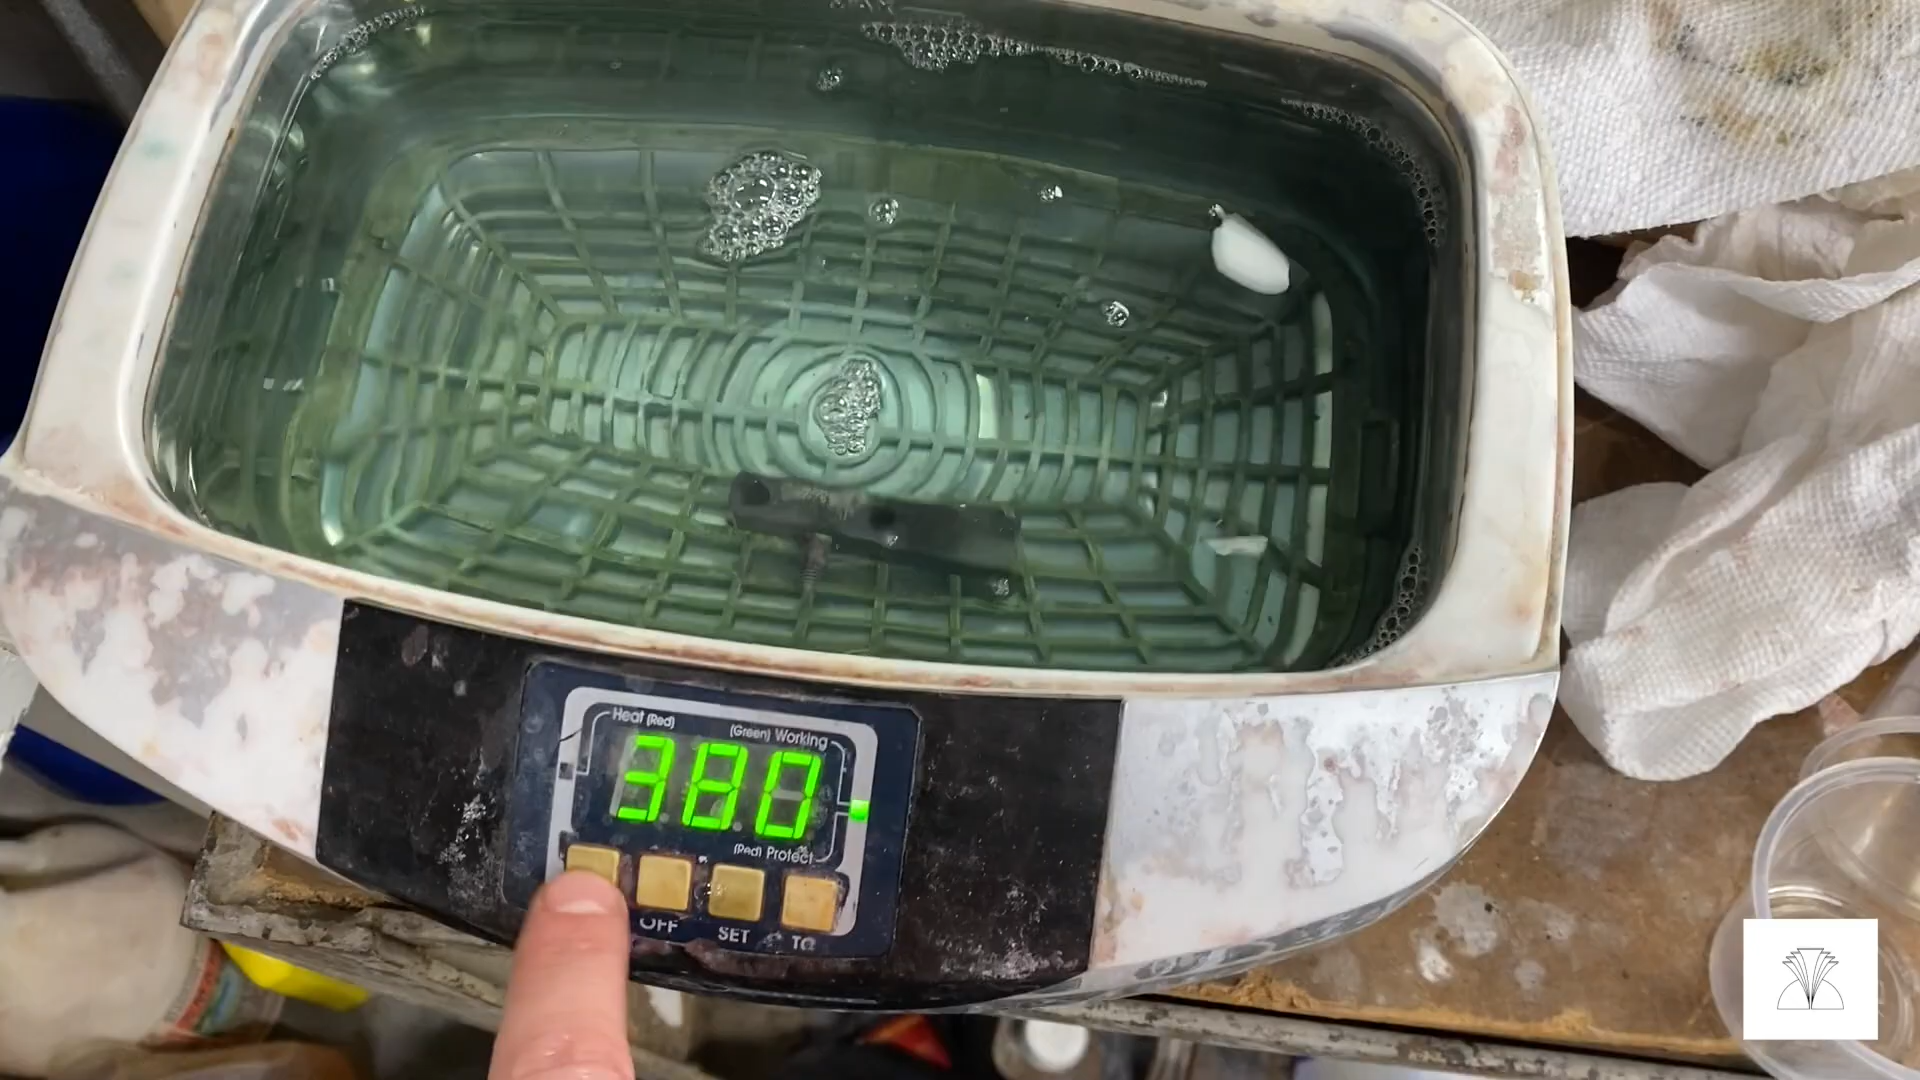 Heat (Red)
(Green) Working
380
(Red) Protect
OFF
SET